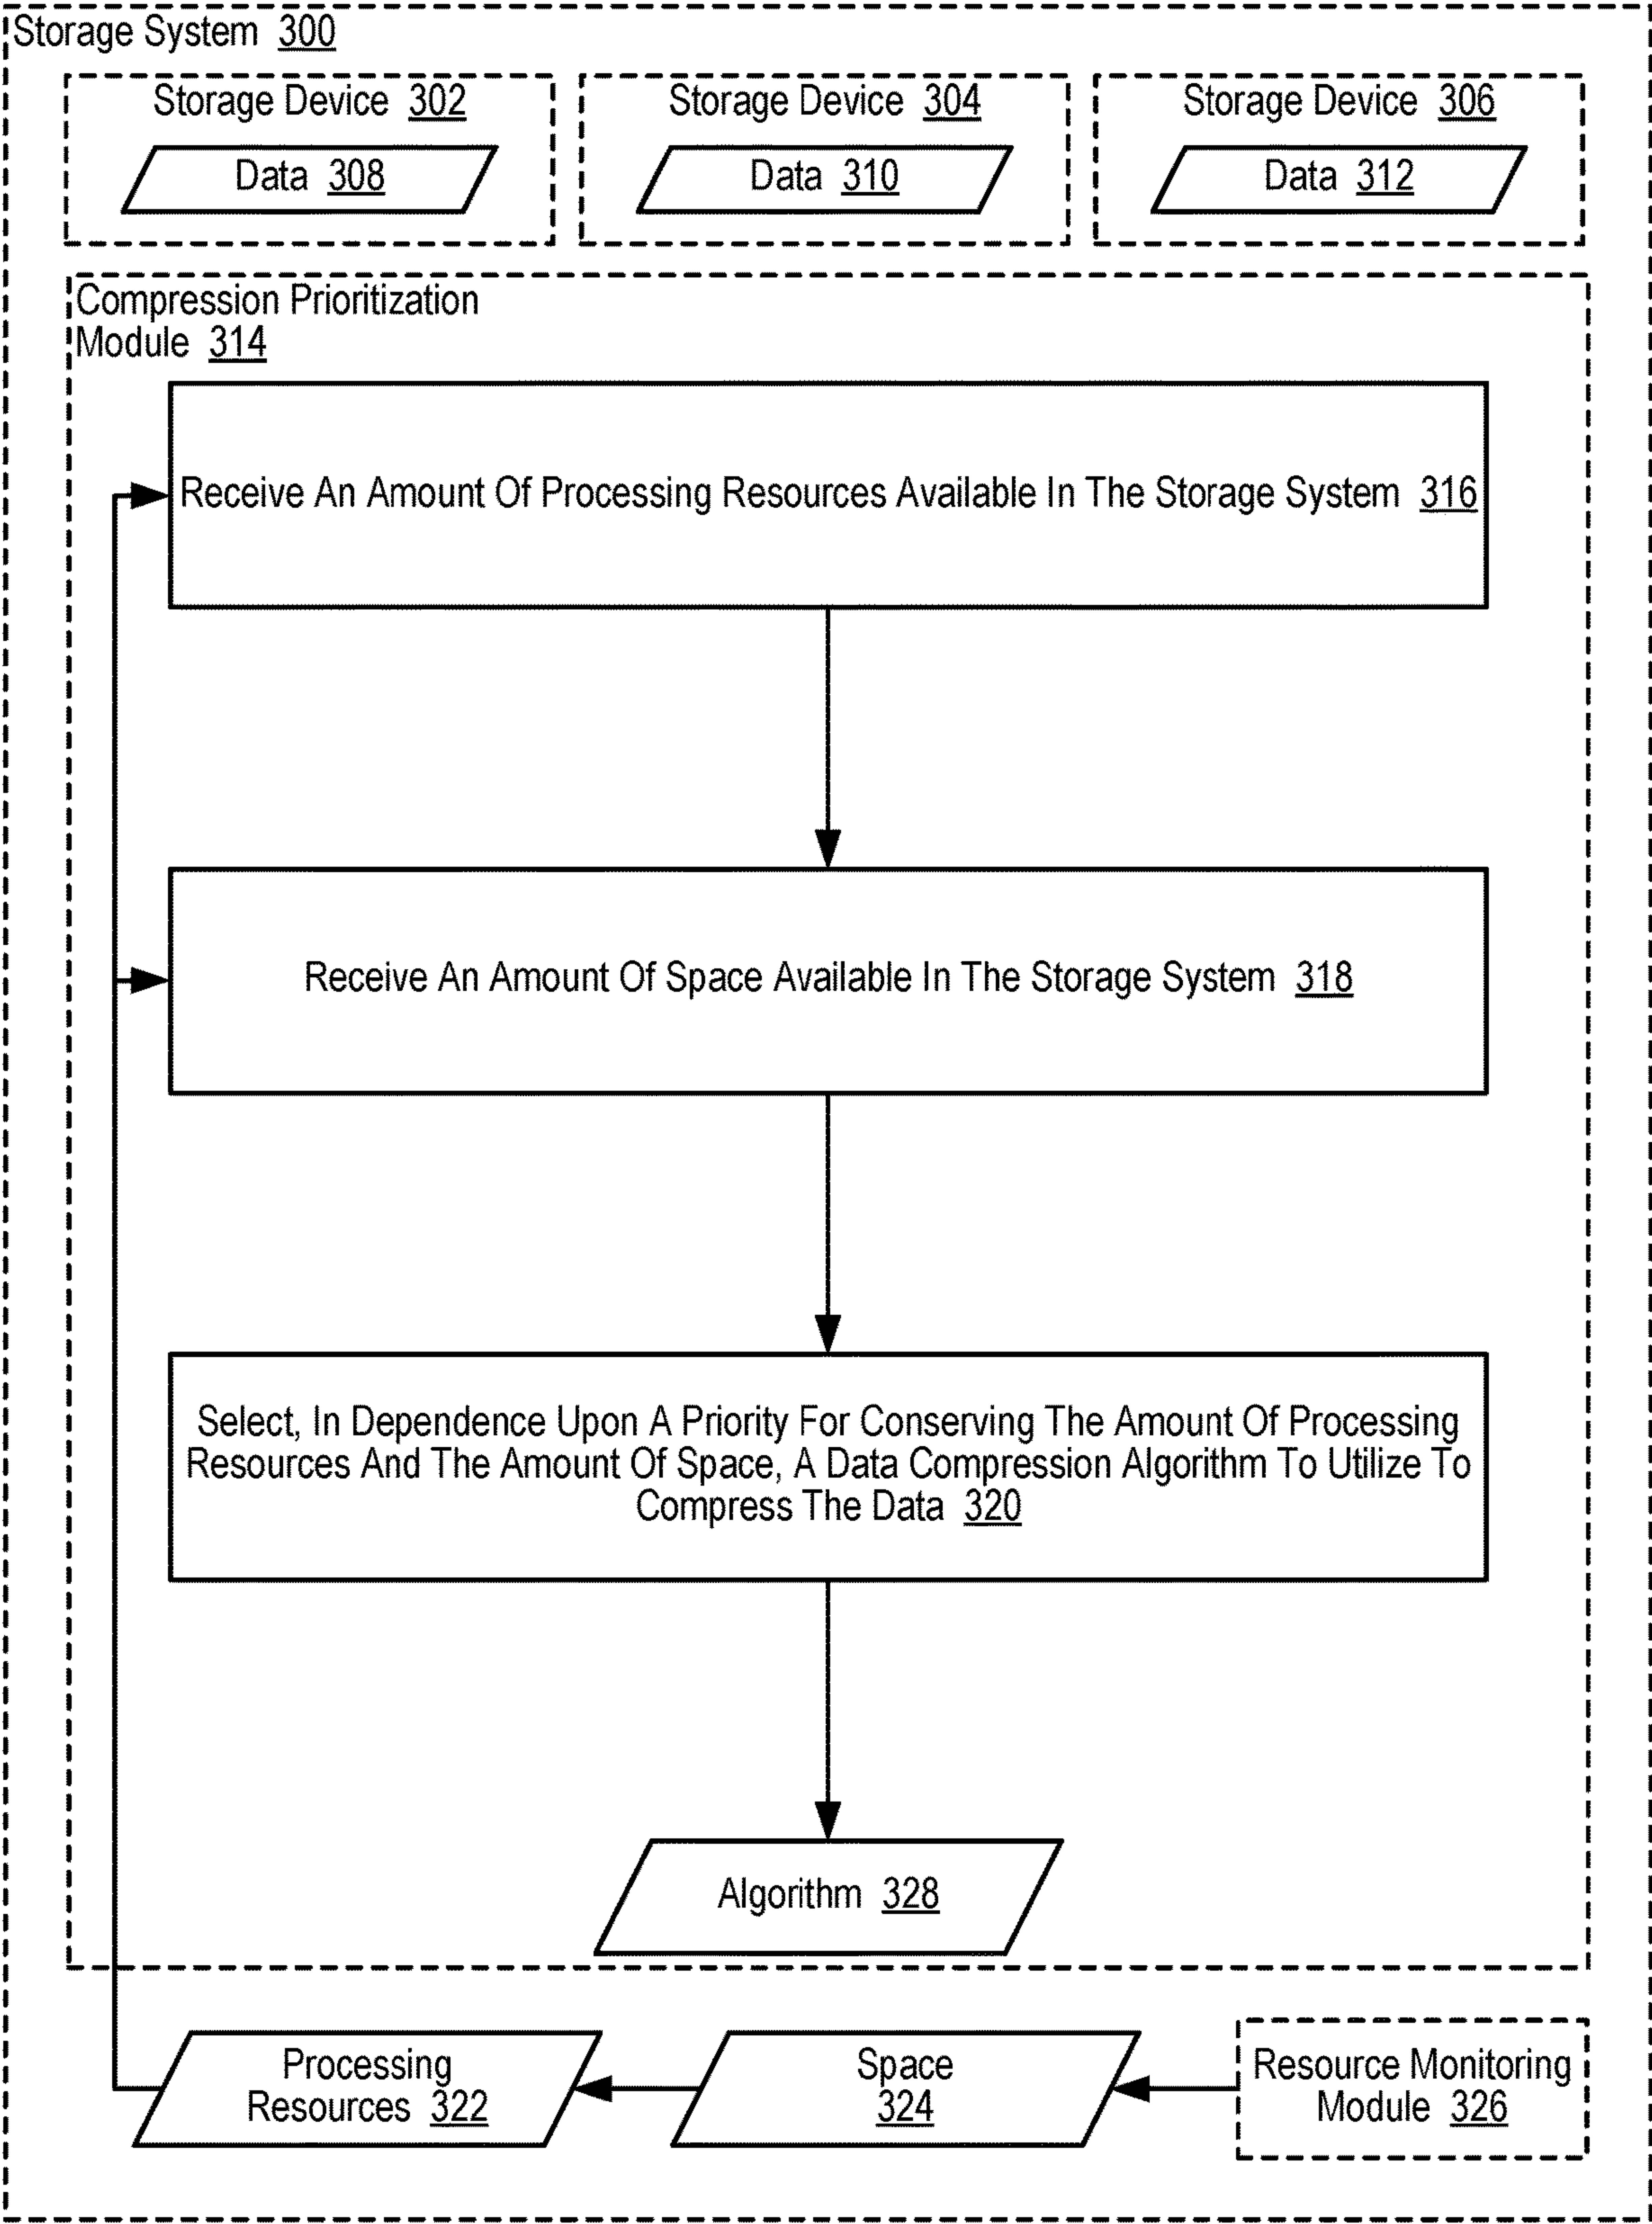 Storage System 300
Storage Device 302
Data 308
Storage Device 304
Data 310
Storage Device 306
Data 312
Compression Prioritization
Module 314
Receive An Amount Of Processing Resources Available In The Storage System 316
Receive An Amount Of Space Available In The Storage System 318
Select, In Dependence Upon A Priority For Conserving The Amount Of Processing
Resources And The Amount Of Space, A Data Compression Algorithm To Utilize To
Compress The Data 320
Algorithm 328
Processing
Resources 322
Space
324
Resource Monitoring
Module 326